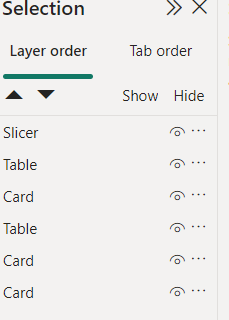 Selection
Layer order Tab order
Show Hide
Slicer
Table
Card
Table
Card
Card